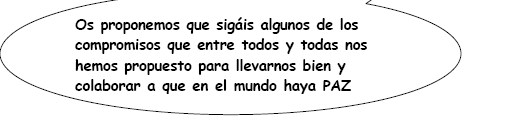 Os proponemos que sigáis algunos de los
compromisos que entre todos y todas nos
hemos propuesto para llevarnos bien y
colaborar a que en el mundo haya PAZ